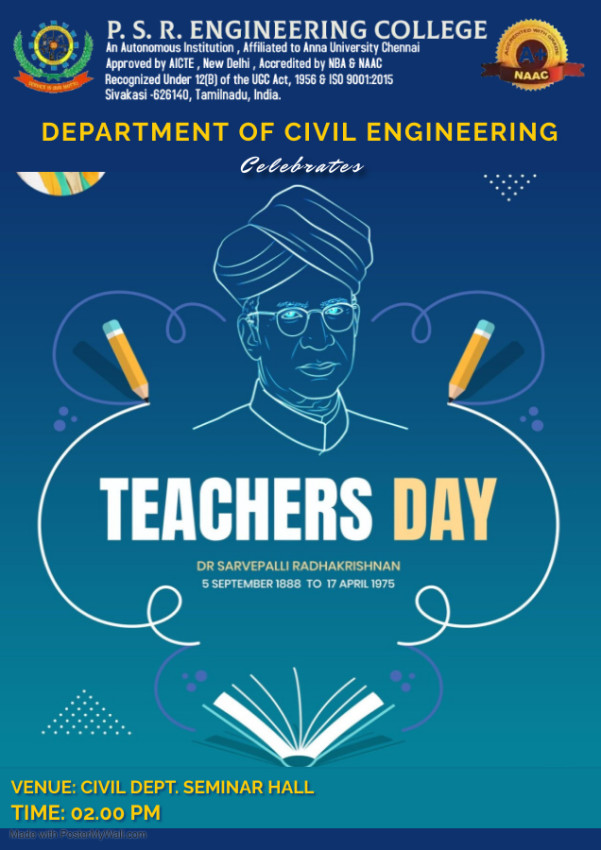 P. S. R. ENGINEERING COLLEGE
An Autonomous Institution , Affiliated to Anna University Chennai
Approved by AICTE , New Delhi , Accredited by NBA & NAAC
Recognized Under 12(B) of the UGC Act, 1956 & ISO 9001:2015
Sivakasi -626140, Tamilnadu, India.
A+
NAAC
DEPARTMENT OF CIVIL ENGINEERING
Celebrates
TEACHERS DAY
DR SARVEPALLI RADHAKRISHNAN
5 SEPTEMBER 1888 TO 17 APRIL 1975
VENUE: CIVIL DEPT. SEMINAR HALL
TIME: 02.00 PM
Made with PosterMyWall.com